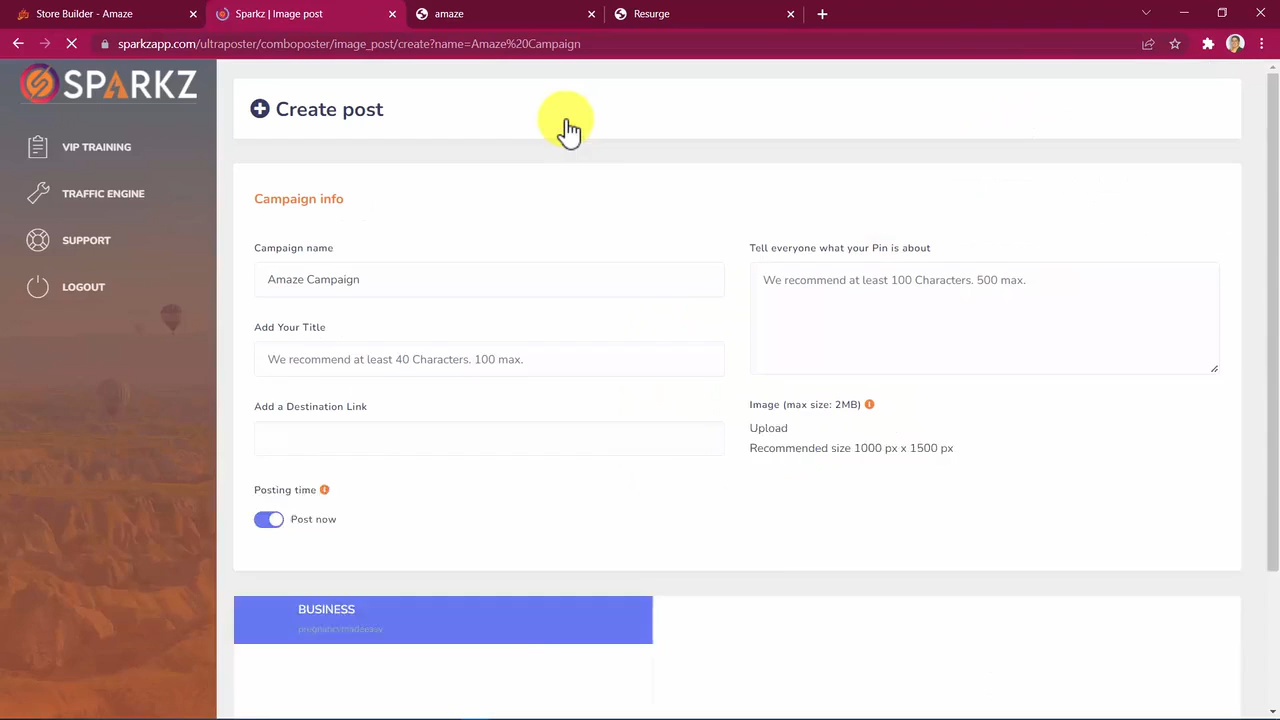 Store Builder - Amaze
Sparkz | Image post
amaze
Resurge
sparkzapp.com/ultraposter/comboposter/image_post/create?name=Amaze%20Campaign
SPARKZ
VIP TRAINING
TRAFFIC ENGINE
SUPPORT
LOGOUT
Create post
Campaign info
Campaign name
Amaze Campaign
Add Your Title
We recommend at least 40 Characters. 100 max.
Add a Destination Link
Posting time
Post now
Tell everyone what your Pin is about
We recommend at least 100 Characters. 500 max.
Image (max size: 2MB)
Upload
Recommended size 1000 px x 1500 px
BUSINESS